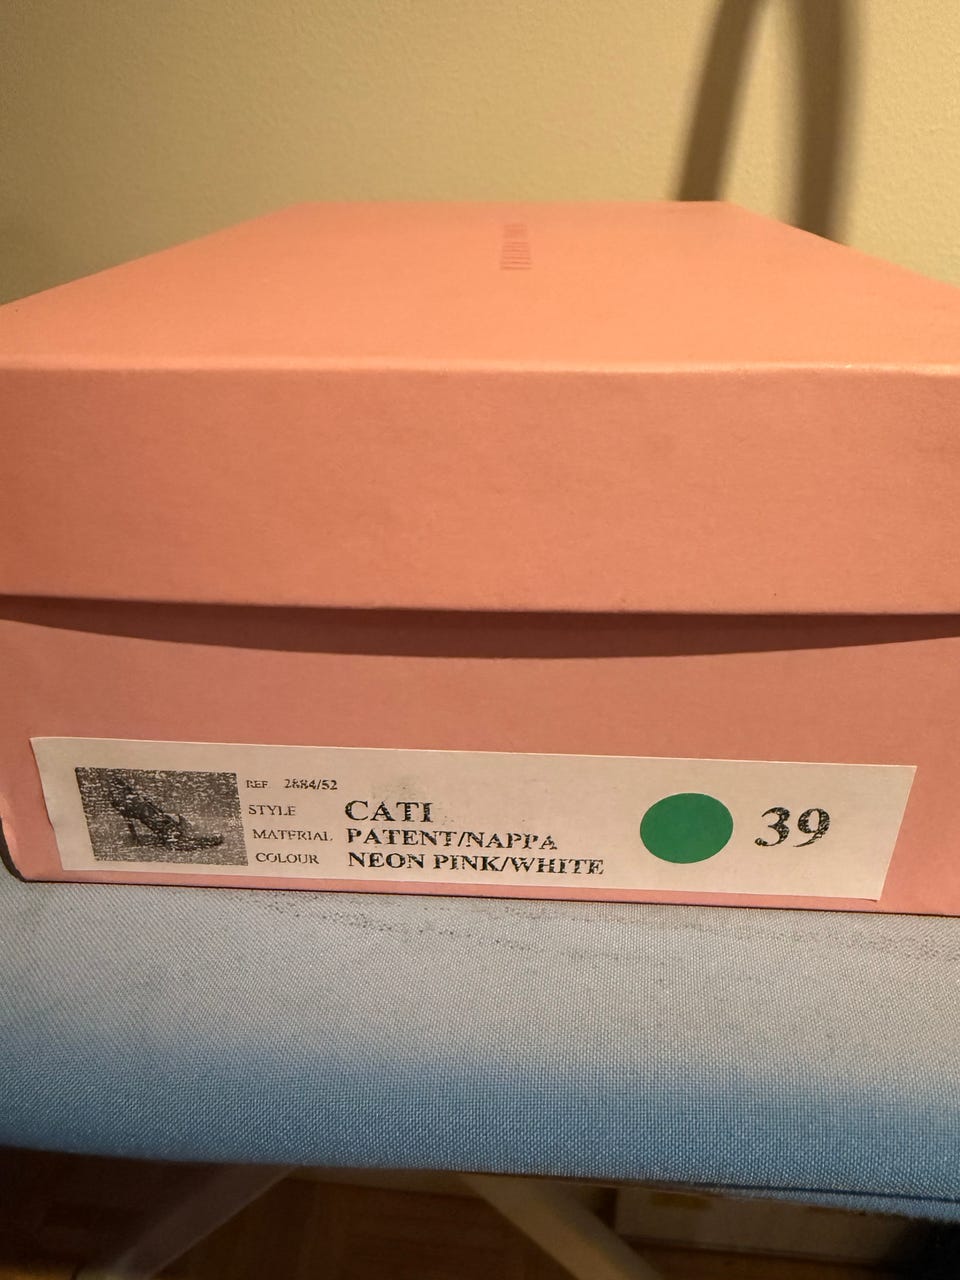 REF 2884/52
STYLE CATI
MATERIAL PATENT/NAPPA
COLOUR NEON PINK/WHITE
39